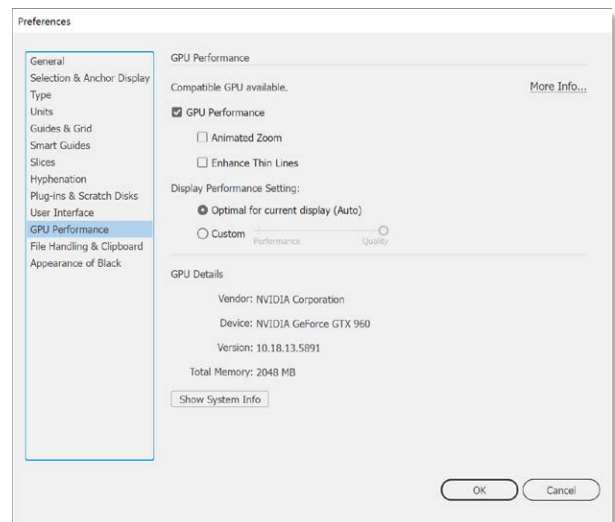 Preferences
General
Selection & Anchor Display
Type
Units
Guides & Grid
Smart Guides
Slices
Hyphenation
Plug-ins & Scratch Disks
User Interface
GPU Performance
File Handling & Clipboard
Appearance of Black
GPU Performance
Compatible GPU available. More Info...
GPU Performance
Animated Zoom
Enhance Thin Lines
Display Performance Setting:
Optimal for current display (Auto)
Custom
Performance Quality
GPU Details
Vendor: NVIDIA Corporation
Device: NVIDIA GeForce GTX 960
Version: 10.18.13.5891
Total Memory: 2048 MB
Show System Info
OK Cancel